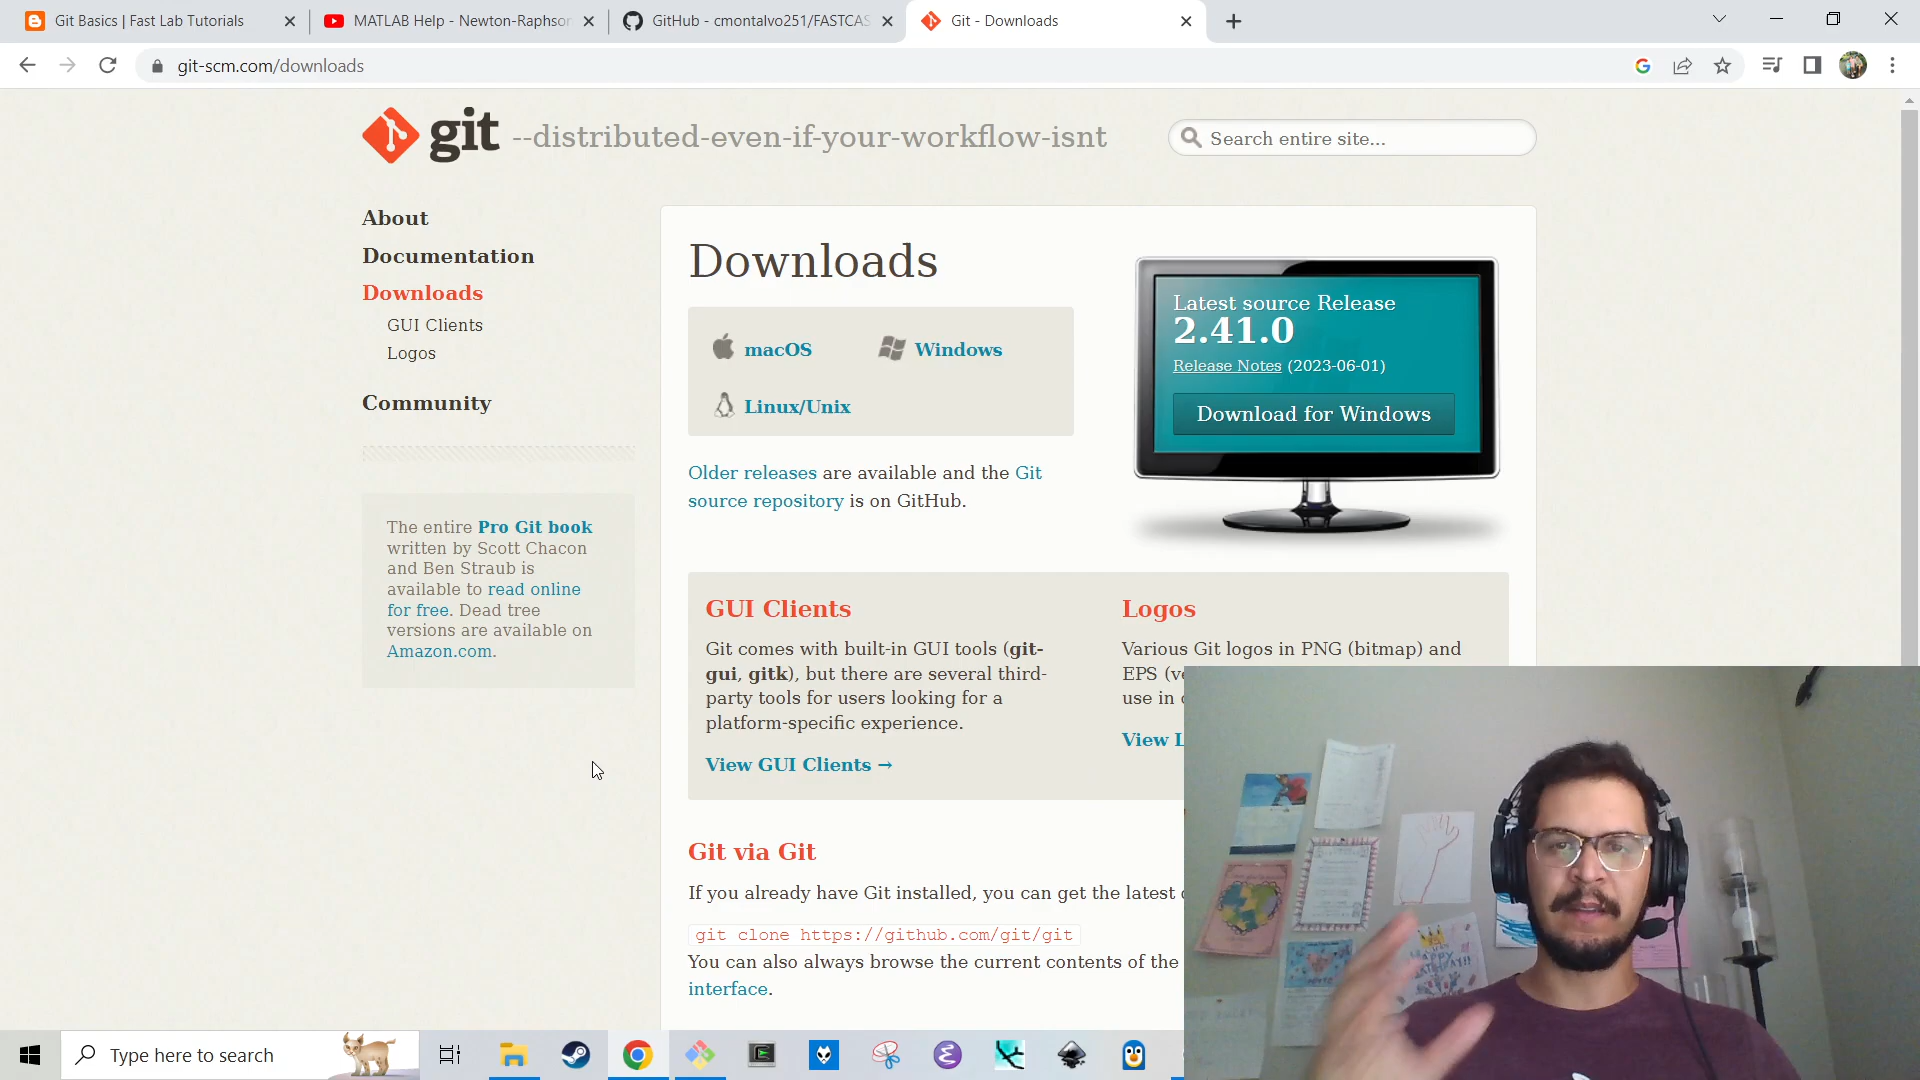 Git Basics | Fast Lab Tutorials
MATLAB Help - Newton-Raphson
GitHub - cmontalvo251/FASTCAS
Git - Downloads
git-scm.com/downloads
git --distributed-even-if-your-workflow-isnt
Search entire site...
About
Documentation
Downloads
GUI Clients
Logos
Community
The entire Pro Git book
written by Scott Chacon
and Ben Straub is
available to read online
for free. Dead tree
versions are available on
Amazon.com.
Downloads
macOS
Windows
Linux/Unix
Older releases are available and the Git
source repository is on GitHub.
Latest source Release
2.41.0
Release Notes (2023-06-01)
Download for Windows
GUI Clients
Git comes with built-in GUI tools (git-
gui, gitk), but there are several third-
party tools for users looking for a
platform-specific experience.
View GUI Clients →
Logos
Various Git logos in PNG (bitmap) and
EPS (ve
use in
View L
Git via Git
If you already have Git installed, you can get the latest
git clone https://github.com/git/git
You can also always browse the current contents of the
interface.
HAPPY
BIRTHDAY!!
Type here to search